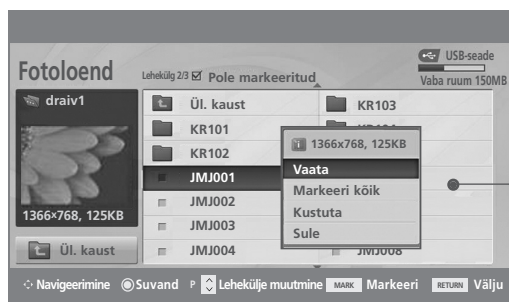 USB-seade
Fotoloend
Lehekülg 2/3 Pole markeeritud
Vaba ruum 150MB
draiv1
1366×768, 125KB
Ül. kaust
Ül. kaust
KR101
KR102
JMJ001
JMJ002
JMJ003
JMJ004
KR103
JMJ008
1366x768, 125KB
Vaata
Markeeri kõik
Kustuta
Sule
Navigeerimine Suvand P Lehekülje muutmine MARK Markeeri RETURN Välju